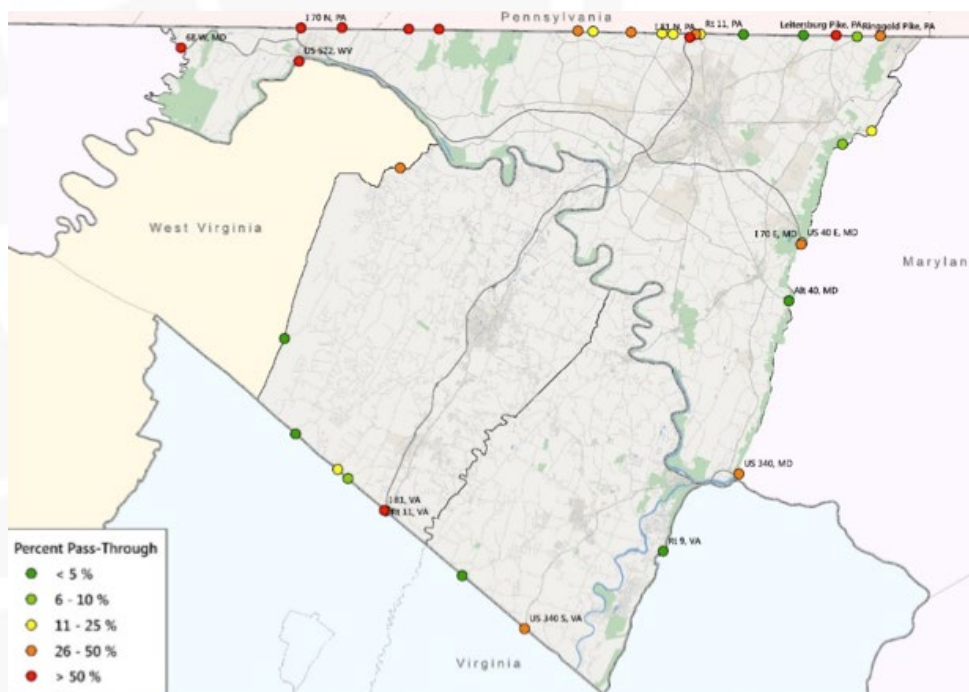 Pennsylvania
I 70 N, PA
I 81 N, PA
Rt 11, PA
Leitersburg Pike, PA
Ringgold Pike, PA
68 W, MD
US 522, WV
West Virginia
I 70 E, MD
US 40 E, MD
Marylan
Alt 40, MD
US 340, MD
I 81, VA
Rt 11, VA
Rt 9, VA
US 340 S, VA
Virginia
Percent Pass-Through
< 5 %
6 - 10 %
11 - 25 %
26 - 50 %
> 50 %